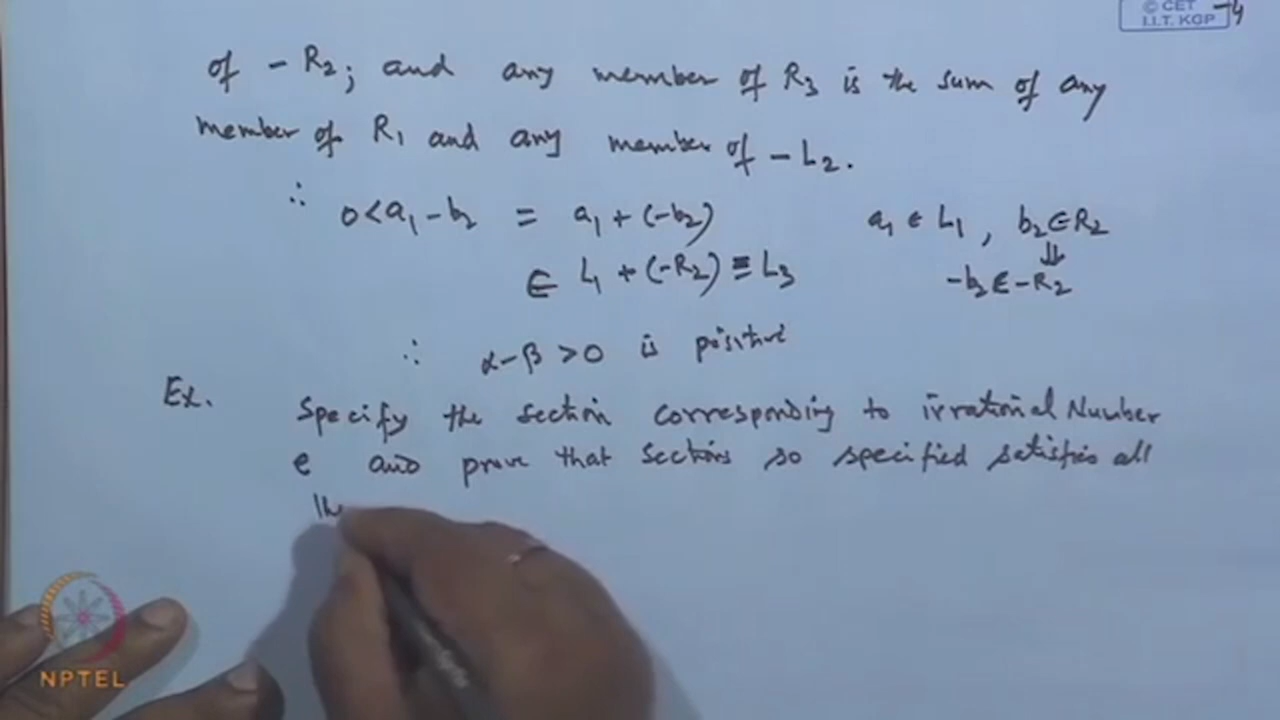 © CET
I.I.T. KGP
-4
of - R₂; and any member of R₃ is the sum of any
member of R₁ and any member of - L₂.
∴ 0 < a₁ - b₂ = a₁ + (-b₂) a₁ ∈ L₁ , b₂ ∈ R₂
⇓
∈ L₁ + (-R₂) ≡ L₃ -b₂ ∈ -R₂
∴ α - β > 0 is positive
Ex. Specify the section corresponding to irrational Number
e and prove that sections so specified satisfies all
th
NPTEL